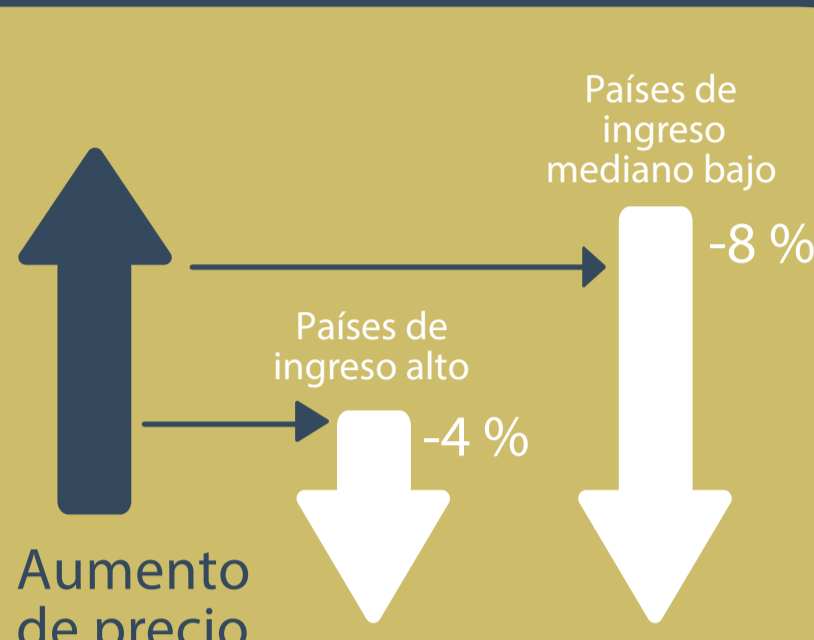 Países de
ingreso
mediano bajo
-8 %
Países de
ingreso alto
-4 %
Aumento
de precio